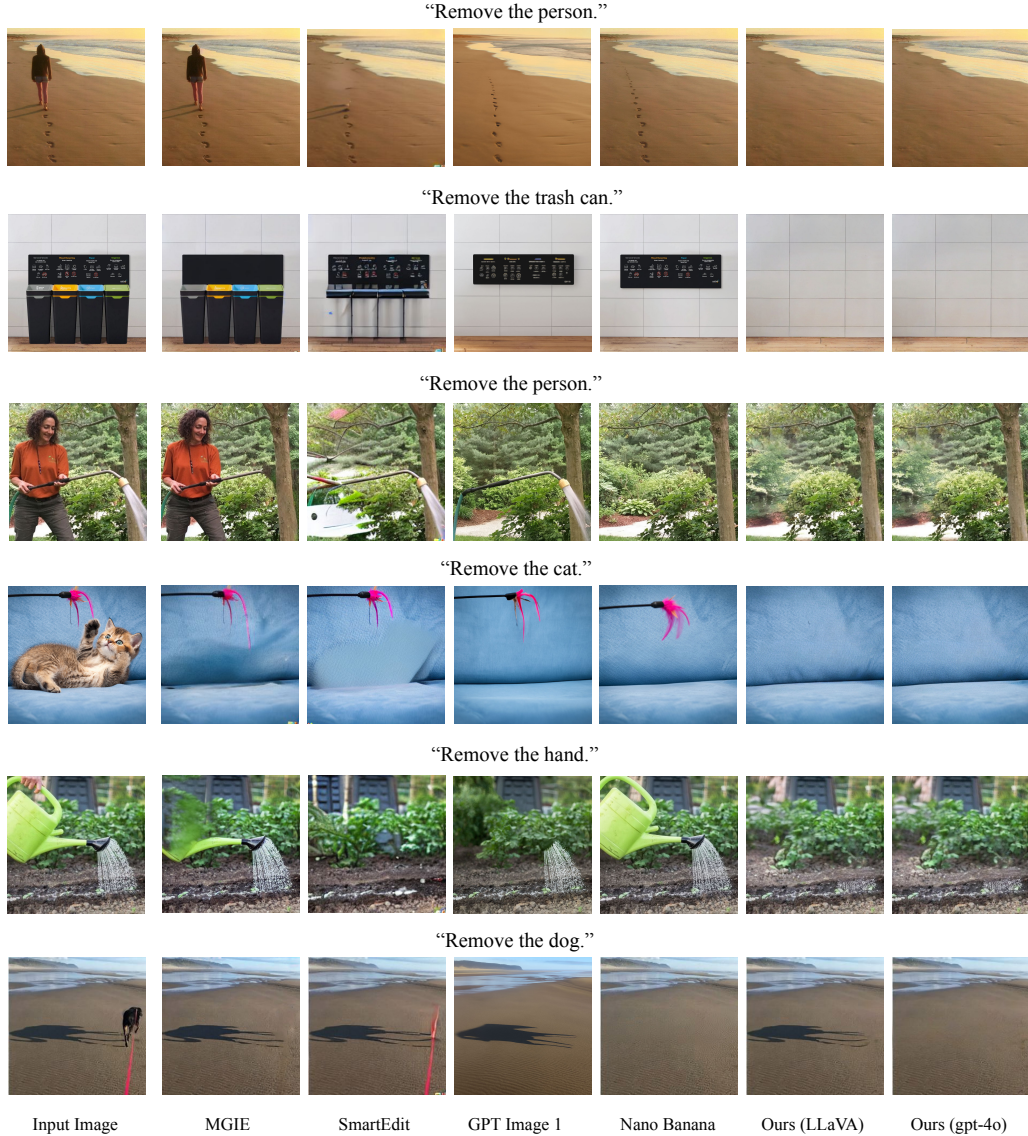 “Remove the person.”
“Remove the trash can.”
“Remove the person.”
“Remove the cat.”
“Remove the hand.”
“Remove the dog.”
Input Image MGIE SmartEdit GPT Image 1 Nano Banana Ours (LLaVA) Ours (gpt-4o)